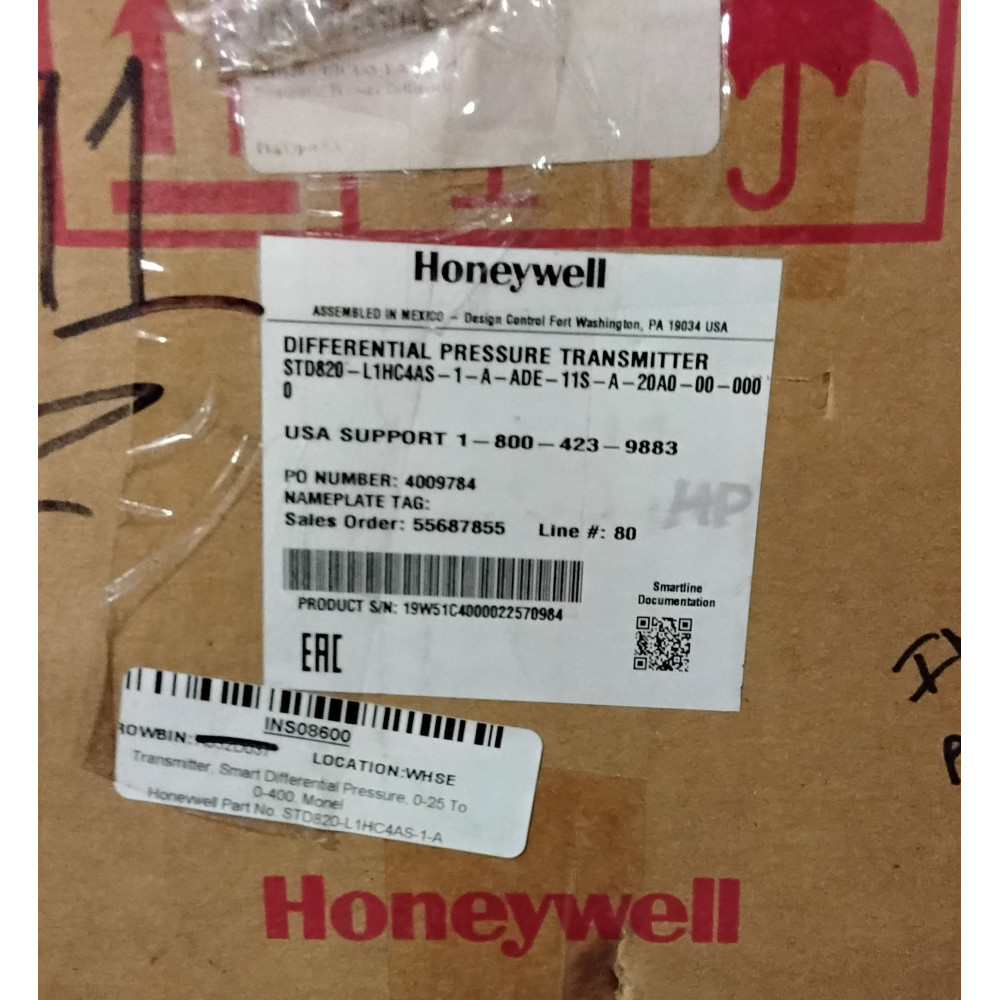 11
Honeywell
ASSEMBLED IN MEXICO - Design Control Fort Washington, PA 19034 USA
DIFFERENTIAL PRESSURE TRANSMITTER
STD820-L1HC4AS-1-A-ADE-11S-A-20A0-00-000
0
USA SUPPORT 1-800-423-9883
PO NUMBER: 4009784
NAMEPLATE TAG:
Sales Order: 55687855 Line #: 80
HP
PRODUCT S/N: 19W51C4000022570984
Smartline
Documentation
EAC
INS08600
ROWBIN:
LOCATION:WHSE
Transmitter, Smart Differential Pressure, 0-25 To
0-400, Monel
Honeywell Part No. STD820-L1HC4AS-1-A
Honeywell